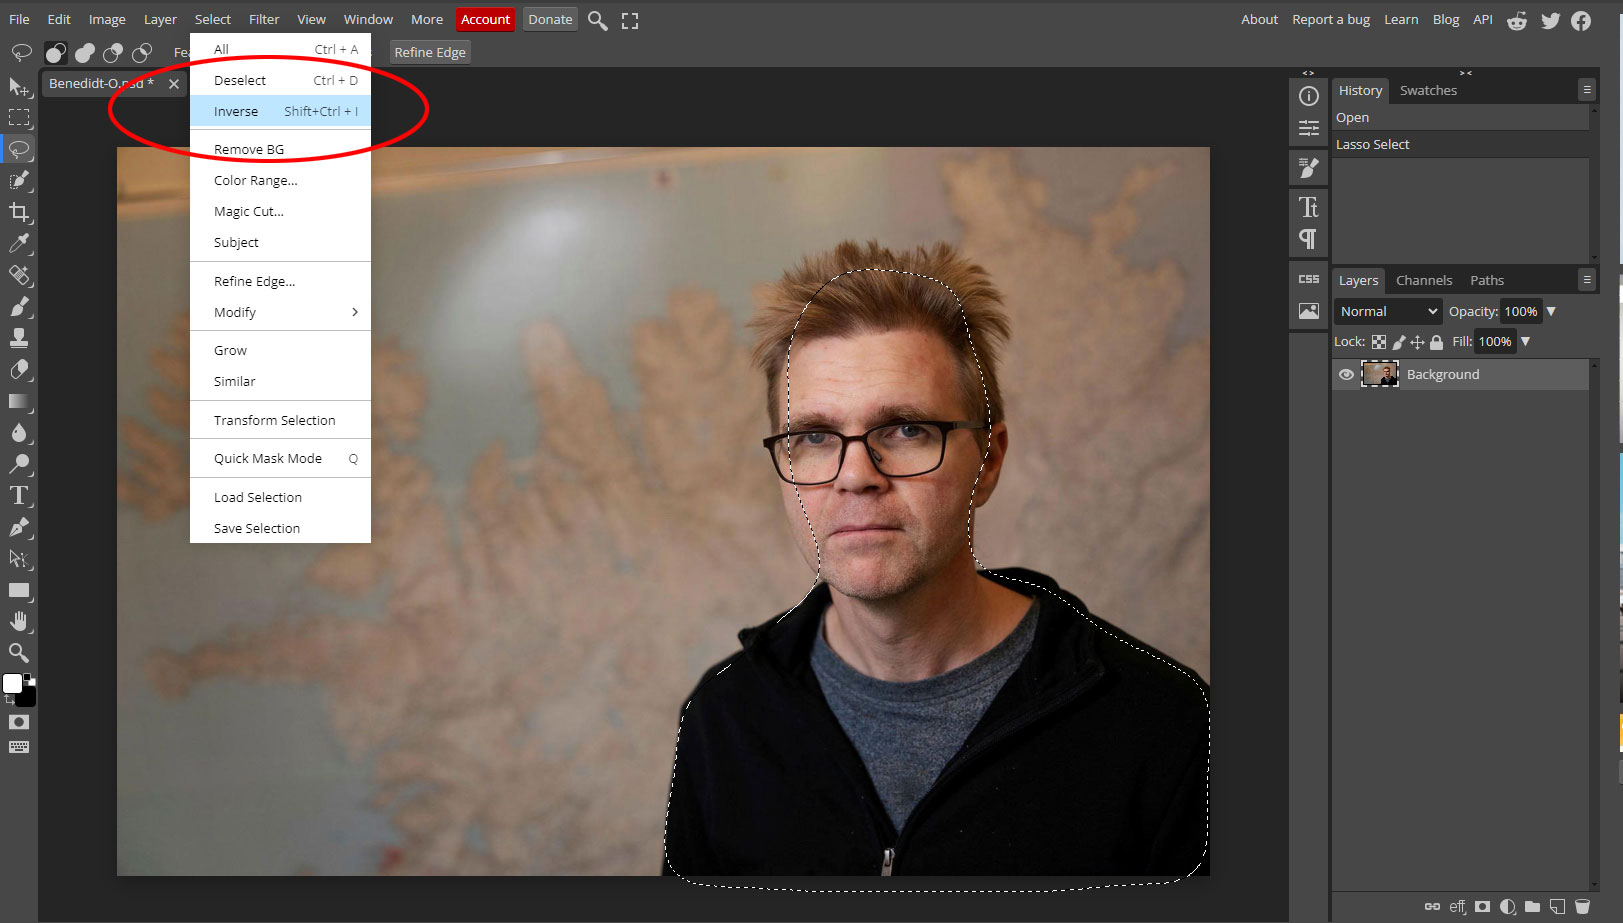 File Edit Image Layer Select Filter View Window More Account Donate About Report a bug Learn Blog API
Fea Refine Edge
Benedidt-O.psd *
All Ctrl + A
Deselect Ctrl + D
Inverse Shift+Ctrl + I
Remove BG
Color Range...
Magic Cut...
Subject
Refine Edge...
Modify
Grow
Similar
Transform Selection
Quick Mask Mode Q
Load Selection
Save Selection
History Swatches
Open
Lasso Select
CSS
Layers Channels Paths
Normal Opacity: 100%
Lock: Fill: 100%
Background
eff